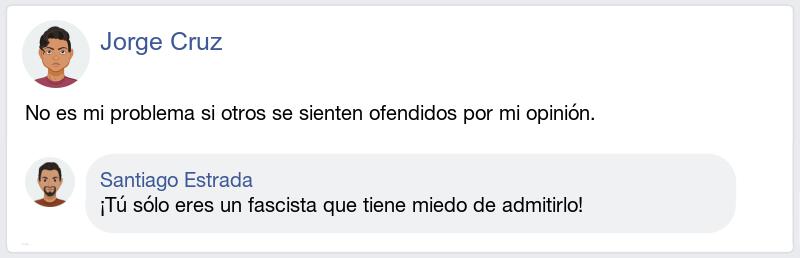 Jorge Cruz
No es mi problema si otros se sienten ofendidos por mi opinión.
Santiago Estrada
¡Tú sólo eres un fascista que tiene miedo de admitirlo!